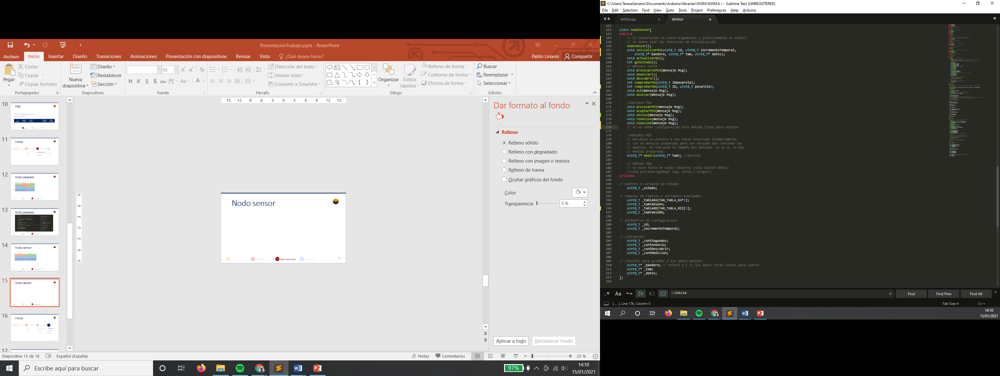 PresentaciónTrabajo.pptx - PowerPoint
Archivo Inicio Insertar Diseño Transiciones Animaciones Presentación con diapositivas Revisar Vista ¿Qué desea hacer? Pablo Linares Compartir
Pegar
Cortar
Copiar
Copiar formato
Portapapeles
Nueva diapositiva
Diseño
Restablecer
Sección
Diapositivas
66
N K S S abc AV Aa A
Fuente
Dirección del texto
Alinear texto
Convertir a SmartArt
Párrafo
Organizar
Estilos rápidos
Relleno de forma
Contorno de forma
Efectos de forma
Dibujo
Buscar
Reemplazar
Seleccionar
Edición
15 12 9 6 3 0 3 6 9 12 15
9 6 3 0 3 6 9
10 PGD
11 índice
12 Nodo pasarela
13 Nodo pasarela
14 Nodo sensor
15 Nodo sensor
16 índice
17
Nodo sensor
Dar formato al fondo
Relleno
Relleno sólido
Relleno con degradado
Relleno con imagen o textura
Relleno de trama
Ocultar gráficos del fondo
Color
Transparencia 0 %
Aplicar a todo Restablecer fondo
Diapositiva 15 de 18 Español (España) Notas Comentarios 25 %
Escribe aquí para buscar
97%
14:10
15/01/2021
C:\Users\TeresaSerrano\Documents\Arduino\libraries\WJSN\WJSN.h • - Sublime Text (UNREGISTERED)
File Edit Selection Find View Goto Tools Project Preferences Help Arduino
WJSN.cpp WJSN.h
151
152 class nodoSensor{
153 public:
154 // El constructor no tiene argumentos y prácticamente es inutil.
155 // Se deben usar las funciones de inicalización
156 nodoSensor();
157 void inicializarNS(uint8_t id, uint8_t incrementoTemporal,
158 uint8_t* bandera, uint8_t* tam, uint8_t* datos);
159 void actualizarNS();
160 int getEstado();
161 // métodos CEPER
162 void procesarCEPER(mensaje Msg);
163 void anunciar();
164 void descubrir();
165 int comprobarRA(uint8_t IDpasarela);
166 int comprobarRD(uint8_t ID, uint8_t pasarela);
167 void ack(mensaje Msg);
168 void asociar(mensaje Msg);
169
170 //métodos PER
171 void procesarPER(mensaje Msg);
172 void aceptarPER(mensaje Msg);
173 void envioA(mensaje Msg);
174 void reenvioA(mensaje Msg);
175 void reenvioD(mensaje Msg);
176 // Al no haber configuración este método tiene poco sentido
177
178 //métodos PGD
179 // Devuelve un puntero a una tabla reservada dinámicamente
180 // con un mensaje preparado para ser enviado que contiene las
181 // medidas. En tam pone el tamaño del mensaje. Si es 0, no hay
182 // medida preparada.
183 uint8_t* medir(uint8_t* tam); //REVISAR
184
185 // Método PGD
186 // no hace falta en nodos sensores (solo emiten datos)
187 //void procesar(pgdMsg* Msg, uint8_t origen);
188 private:
189
190 // puntero a variable de estado:
191 uint8_t _estado;
192
193 // tabalas de reenvío y variables asociadas:
194 uint8_t _tablaRA[TAM_TABLA_RA*3];
195 uint8_t _tamTablaRA;
196 uint8_t _tablaRD[TAM_TABLA_RD][2];
197 uint8_t _tamTablaRD;
198
199 // parámetros de configuración:
200 uint8_t _id;
201 uint8_t _incrementoTemporal;
202
203 // contadores:
204 uint8_t _contSegundos;
205 uint8_t _contAnuncio;
206 uint8_t _contDescubrir;
207 uint8_t _contMedicion;
208
209 // Interfaz para acceder a los datos medidos
210 uint8_t* _bandera; // estará a 1 si los datos están listos para leerse
211 uint8_t* _tam;
212 uint8_t* _datos;
213 };
214
::inicia Find Find Prev Find All
[, , , ], Line 176, Column 5 Tab Size: 4 C++
14:10
15/01/2021